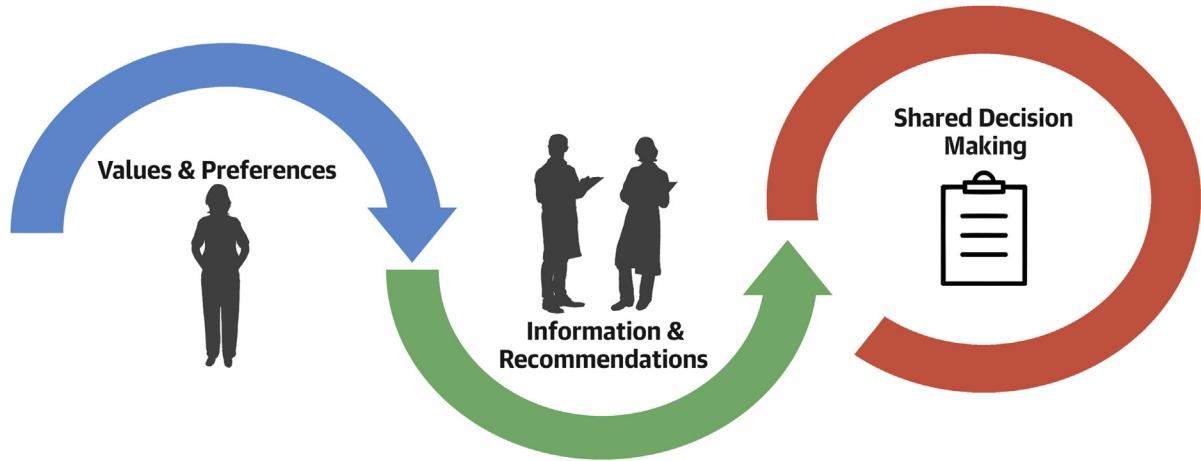 Values & Preferences
Information &
Recommendations
Shared Decision
Making